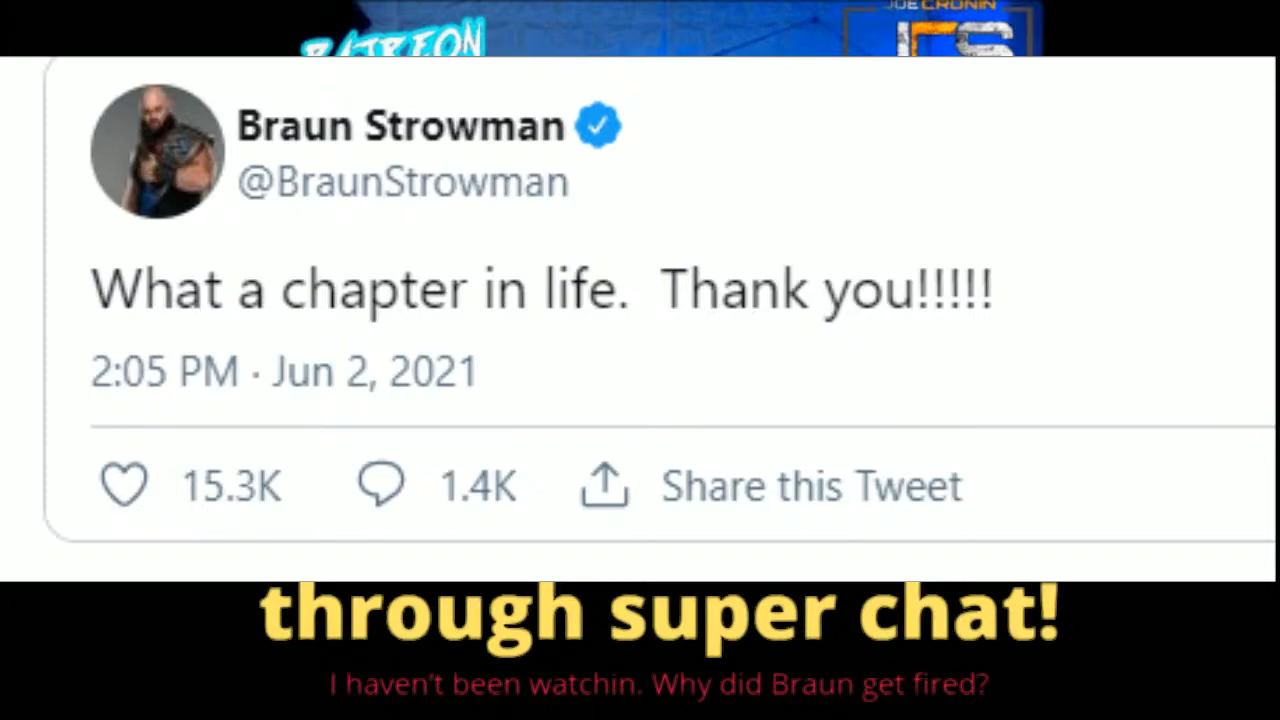 PATREON
JOE CRONIN
JCS
Braun Strowman
@BraunStrowman
What a chapter in life.  Thank you!!!!!
2:05 PM · Jun 2, 2021
15.3K 1.4K Share this Tweet
through super chat!
I haven't been watchin. Why did Braun get fired?